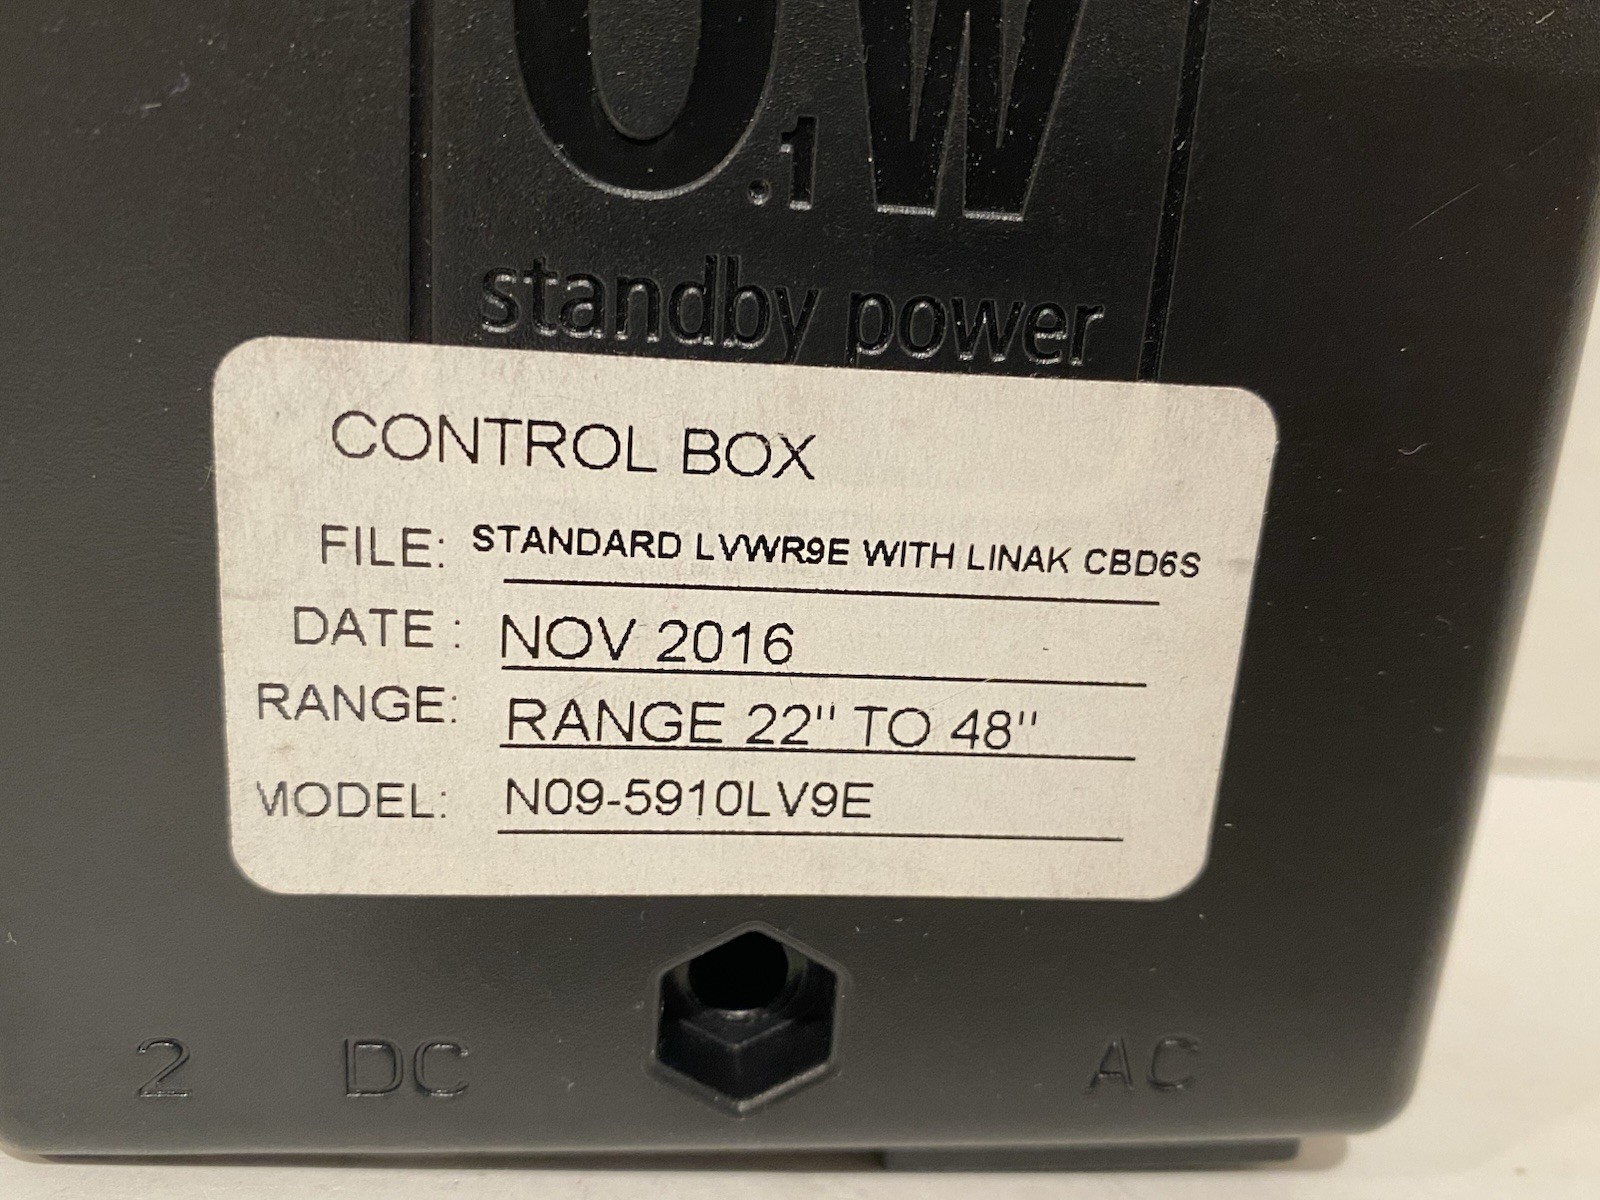 0.1W
standby power
CONTROL BOX
FILE: STANDARD LVWR9E WITH LINAK CBD6S
DATE: NOV 2016
RANGE: RANGE 22" TO 48"
MODEL: N09-5910LV9E
2 DC AC